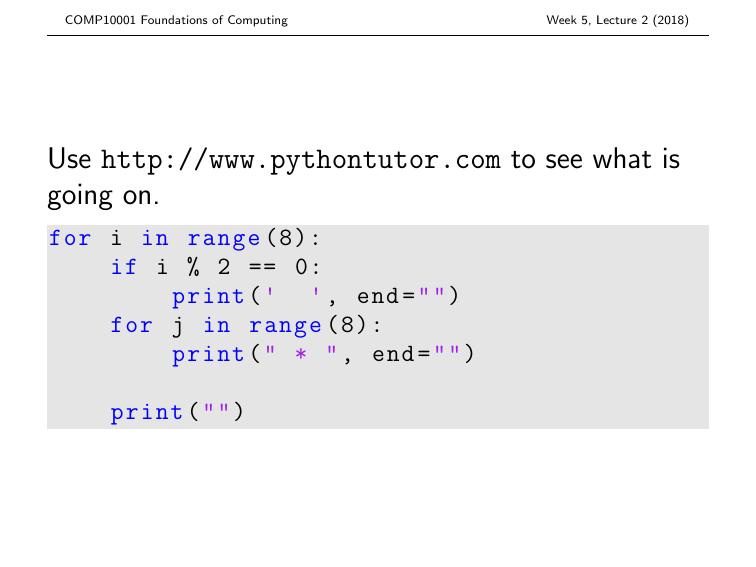 COMP10001 Foundations of Computing Week 5, Lecture 2 (2018)
Use http://www.pythontutor.com to see what is
going on.
for i in range(8):
    if i % 2 == 0:
        print('  ', end="")
    for j in range(8):
        print(" * ", end="")

    print("")